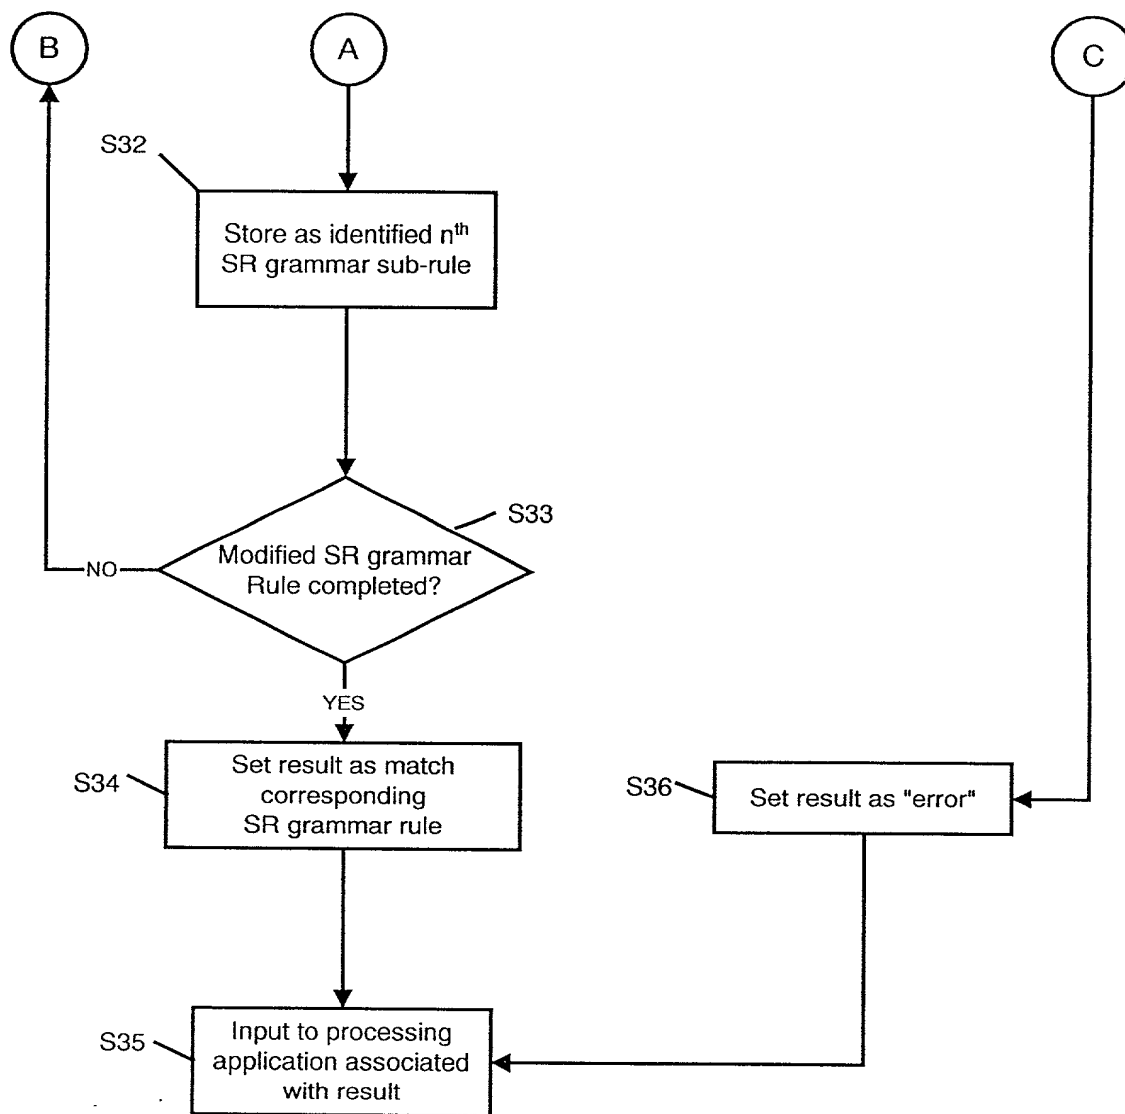 B
A
C
S32
Store as identified nth
SR grammar sub-rule
S33
Modified SR grammar
Rule completed?
NO
YES
S34
Set result as match
corresponding
SR grammar rule
S36
Set result as "error"
S35
Input to processing
application associated
with result